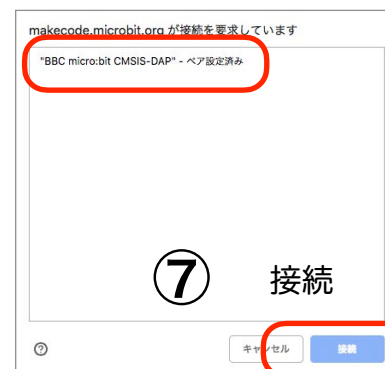 makecode.microbit.org が接続を要求しています
"BBC micro:bit CMSIS-DAP" - ペア設定済み
⑦ 接続
? キャンセル 接続